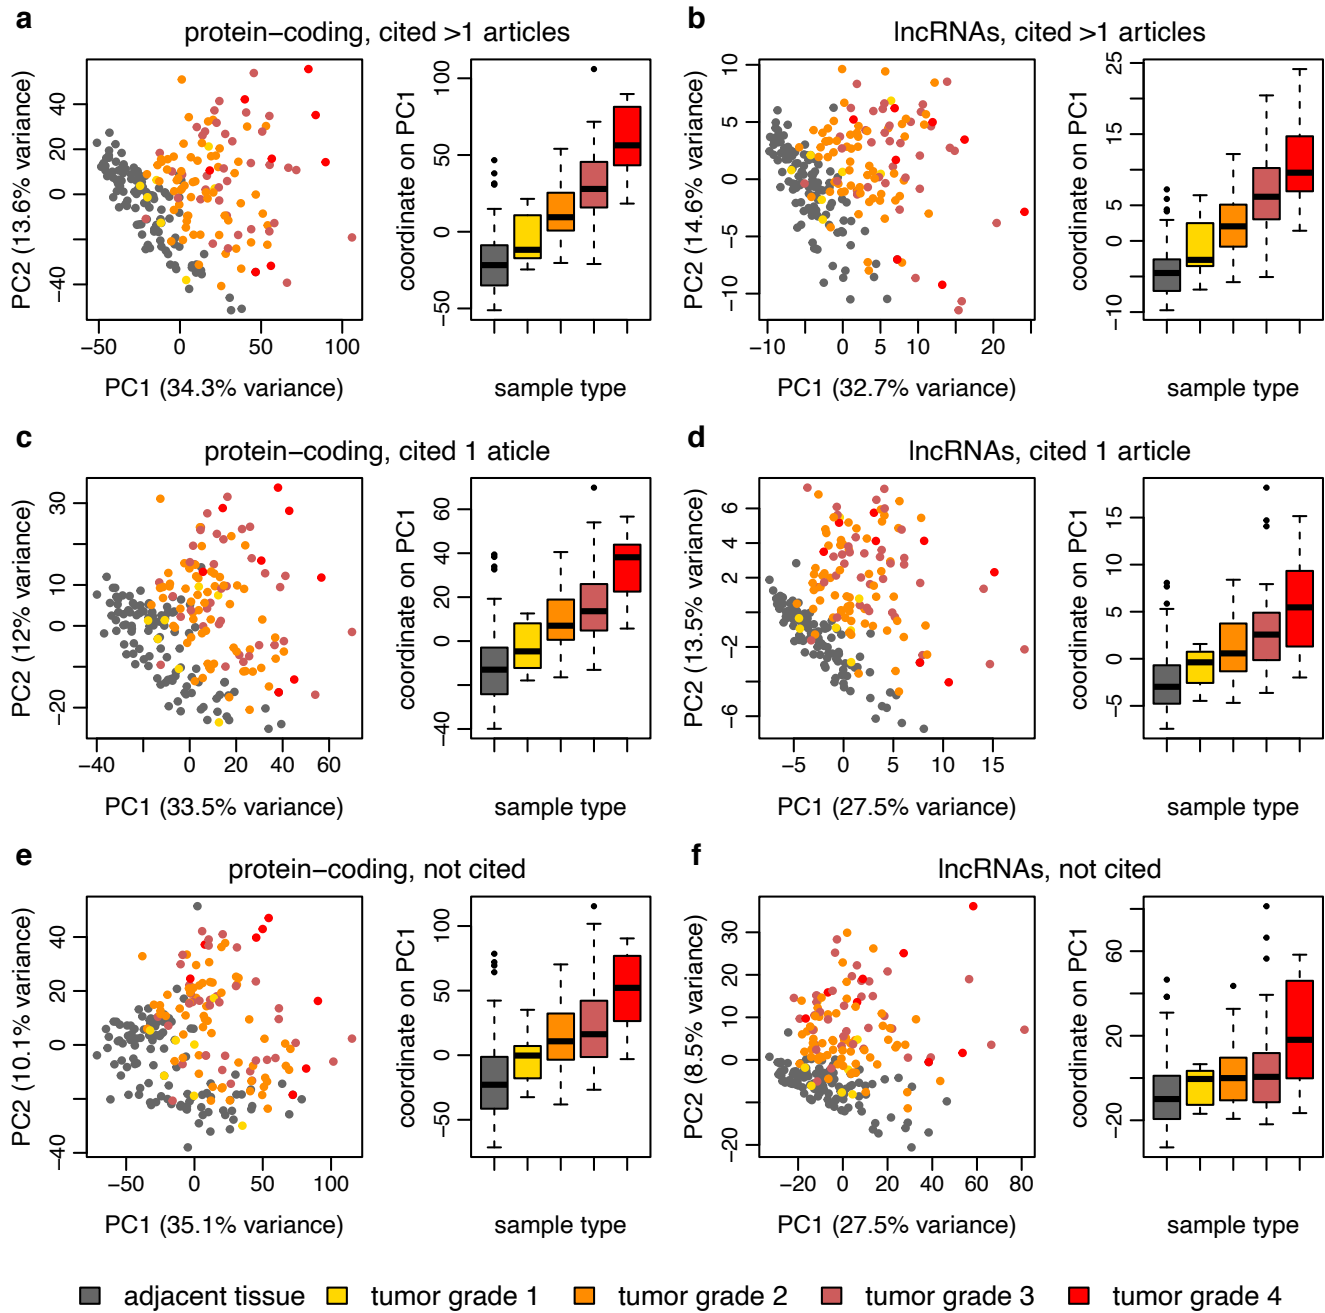 a
protein−coding, cited >1 articles
PC2 (13.6% variance)
40
20
0
−40
−50
0
50
100
PC1 (34.3% variance)
coordinate on PC1
100
50
0
−50
sample type
b
lncRNAs, cited >1 articles
PC2 (14.6% variance)
10
5
0
−5
−10
−10
0
5
10
20
PC1 (32.7% variance)
coordinate on PC1
25
15
5
0
−10
sample type
c
protein−coding, cited 1 aticle
PC2 (12% variance)
30
10
0
−20
−40
0
20
40
60
PC1 (33.5% variance)
coordinate on PC1
60
40
20
0
−40
sample type
d
lncRNAs, cited 1 article
PC2 (13.5% variance)
6
4
2
−2
−6
−5
0
5
10
15
PC1 (27.5% variance)
coordinate on PC1
15
10
5
0
−5
sample type
e
protein−coding, not cited
PC2 (10.1% variance)
40
20
0
−40
−50
0
50
100
PC1 (35.1% variance)
coordinate on PC1
100
50
0
−50
sample type
f
lncRNAs, not cited
PC2 (8.5% variance)
30
20
10
0
−20
−20
0
20
40
60
80
PC1 (27.5% variance)
coordinate on PC1
60
20
−20
sample type
adjacent tissue
tumor grade 1
tumor grade 2
tumor grade 3
tumor grade 4